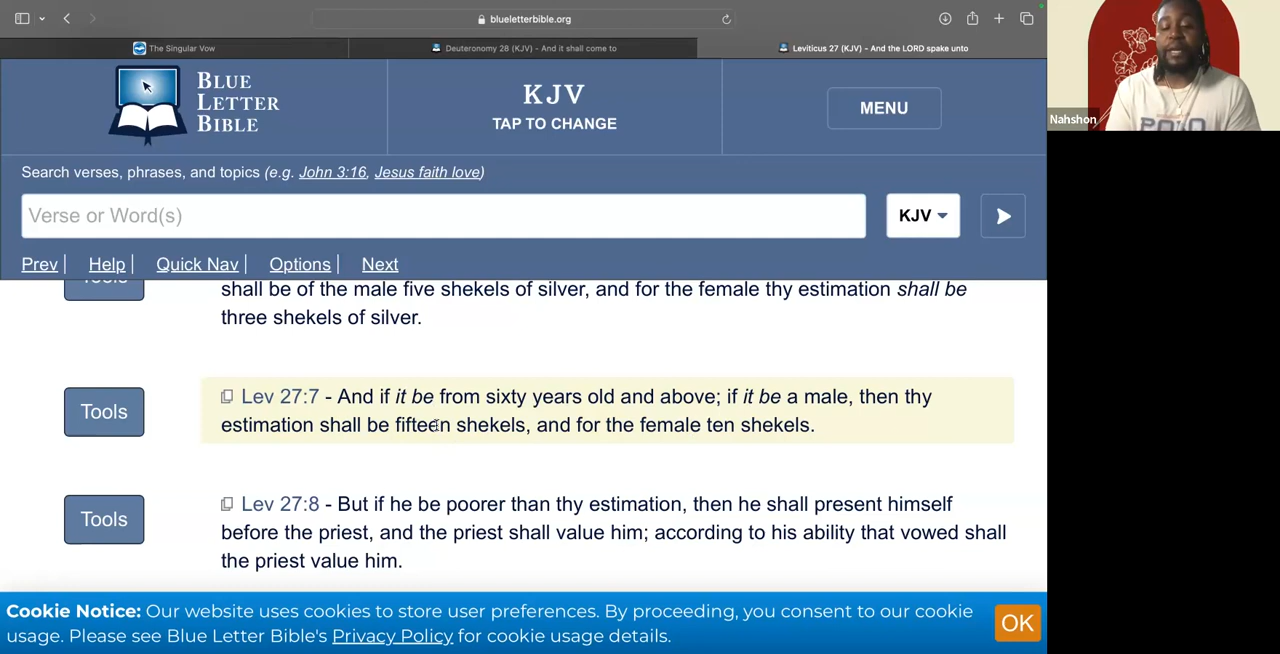 blueletterbible.org
The Singular Vow
Deuteronomy 28 (KJV) - And it shall come to
Leviticus 27 (KJV) - And the LORD spake unto
BLUE
LETTER
BIBLE
KJV
TAP TO CHANGE
MENU
Search verses, phrases, and topics (e.g. John 3:16, Jesus faith love)
Verse or Word(s)
KJV
Prev | Help | Quick Nav | Options | Next
Tools
shall be of the male five shekels of silver, and for the female thy estimation shall be
three shekels of silver.
Tools
Lev 27:7 - And if it be from sixty years old and above; if it be a male, then thy
estimation shall be fifteen shekels, and for the female ten shekels.
Tools
Lev 27:8 - But if he be poorer than thy estimation, then he shall present himself
before the priest, and the priest shall value him; according to his ability that vowed shall
the priest value him.
Cookie Notice: Our website uses cookies to store user preferences. By proceeding, you consent to our cookie
usage. Please see Blue Letter Bible's Privacy Policy for cookie usage details.
OK
Nahshon
POLO